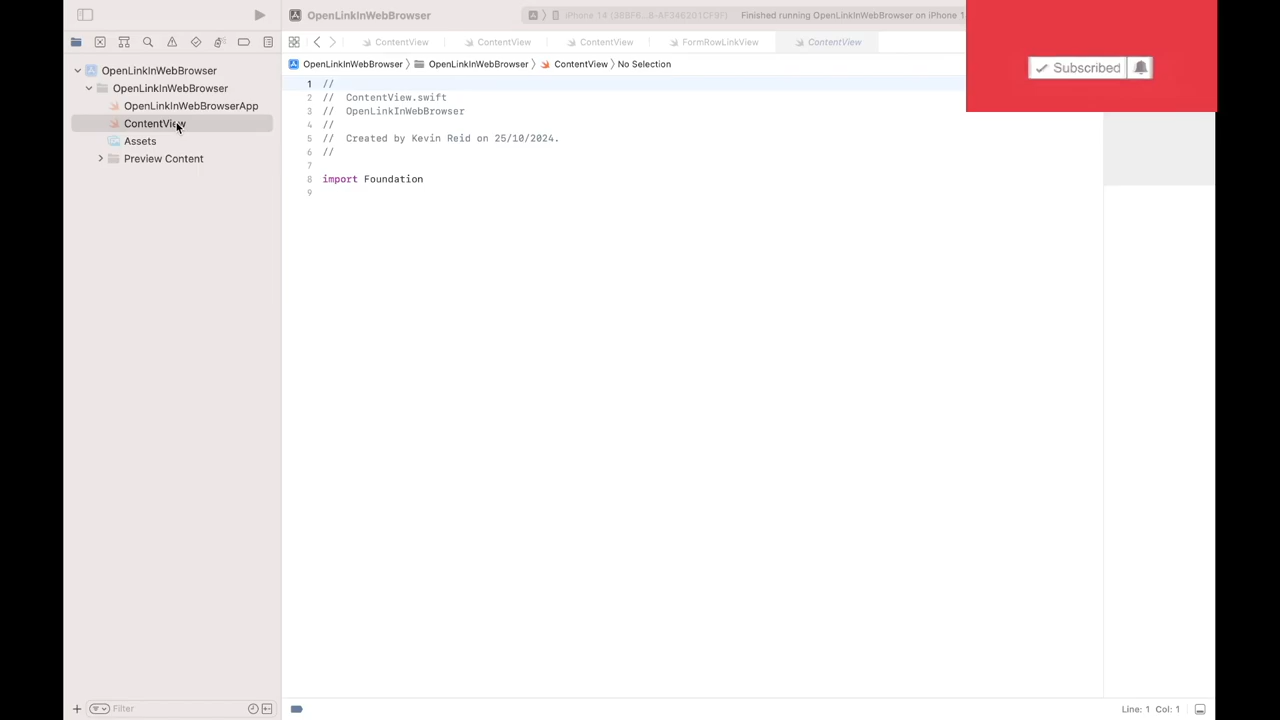 OpenLinkInWebBrowser
iPhone 14 Finished running OpenLinkInWebBrowser on iPhone 1
Subscribed
ContentView
ContentView
ContentView
FormRowLinkView
ContentView
OpenLinkInWebBrowser
OpenLinkInWebBrowser
OpenLinkInWebBrowserApp
ContentView
Assets
Preview Content
OpenLinkInWebBrowser 〉 OpenLinkInWebBrowser 〉 ContentView 〉 No Selection
1 //
2 //  ContentView.swift
3 //  OpenLinkInWebBrowser
4 //
5 //  Created by Kevin Reid on 25/10/2024.
6 //
7
8 import Foundation
9
Filter
Line: 1 Col: 1